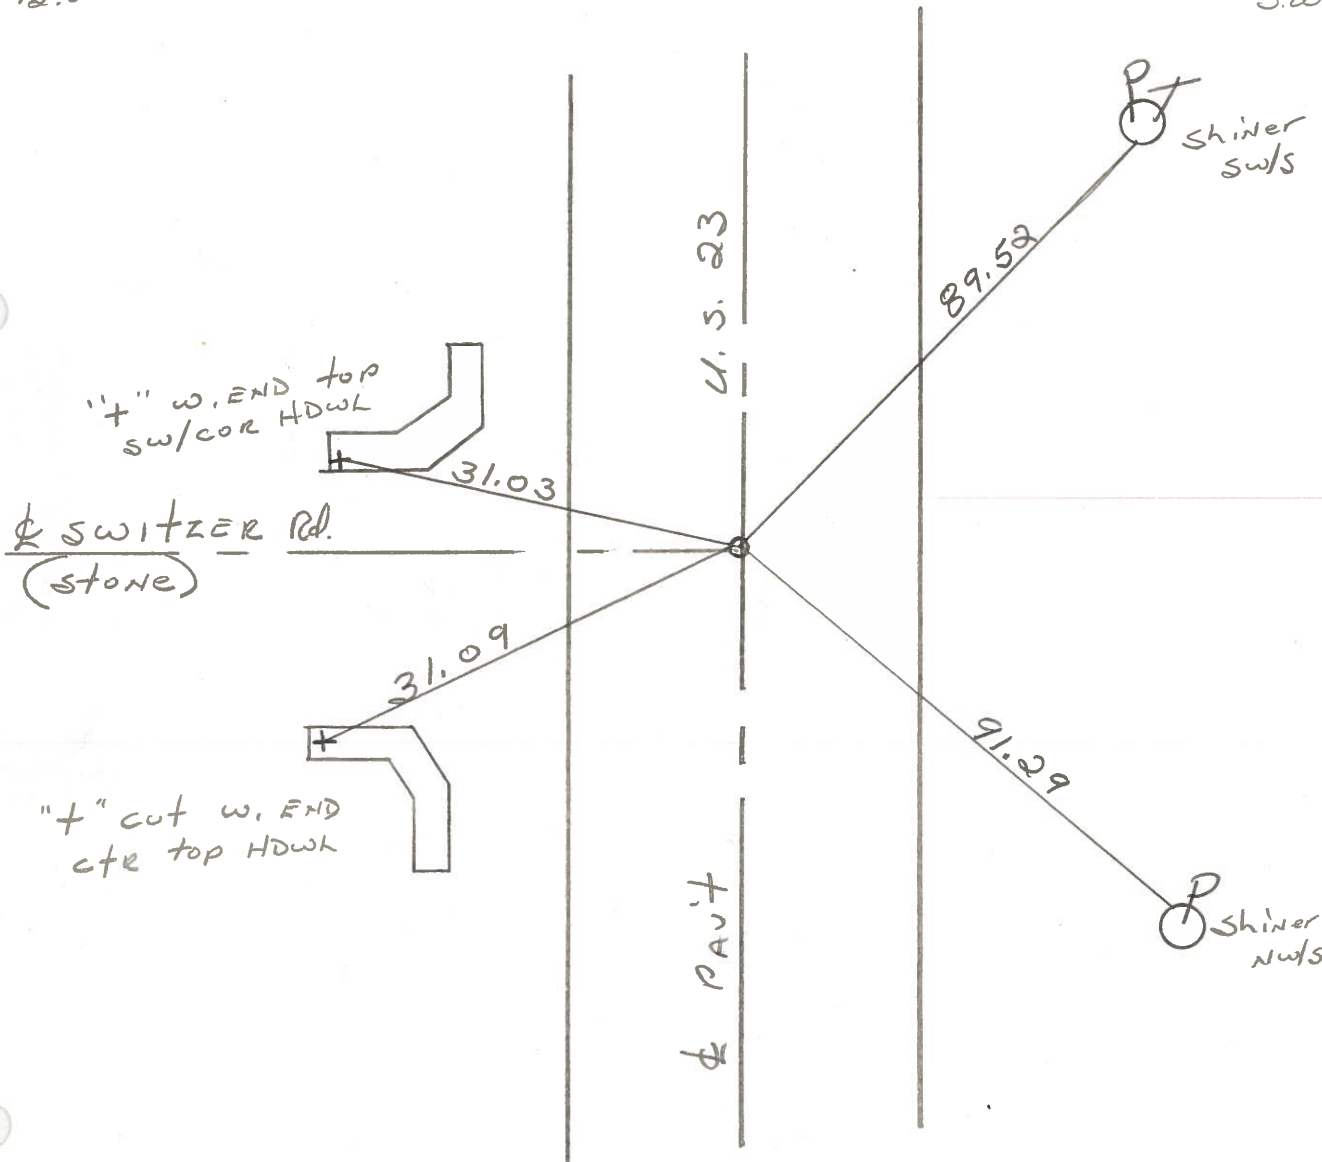 P T
shiner
sw/s
89.52
U.S. 23
"+" w. END top
sw/cor HDWL
31.03
℄ SWITZER Rd.
(stone)
31.09
91.29
"+" cut w. END
ctr top HDWL
℄ PAV't
P
shiner
NW/S